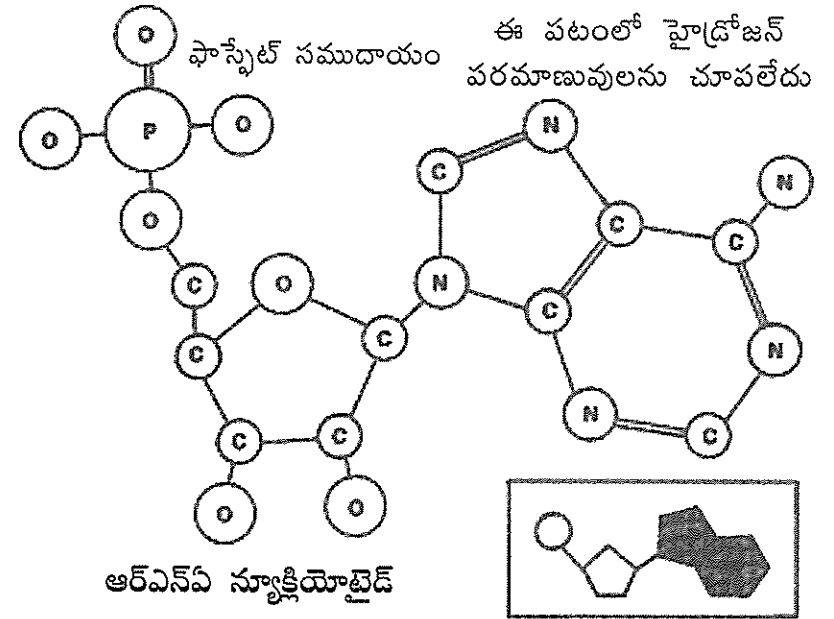 ఫాస్ఫేట్ సముదాయం
ఈ పటంలో హైడ్రోజన్
పరమాణువులను చూపలేదు
O
O
P
O
O
N
C
N
C
C
C
O
N
C
C
C
N
N
C
C
C
O
O
ఆర్ఎన్ఏ న్యూక్లియోటైడ్